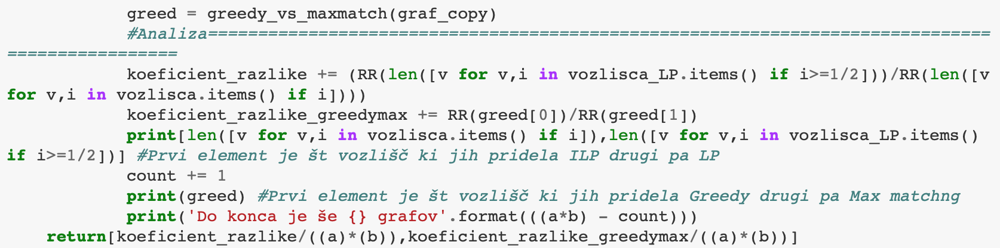 greed = greedy_vs_maxmatch(graf_copy)
            #Analiza==============================================================================
=================
            koeficient_razlike += (RR(len([v for v,i in vozlisca_LP.items() if i>=1/2]))/RR(len([v
for v,i in vozlisca.items() if i])))
            koeficient_razlike_greedymax += RR(greed[0])/RR(greed[1])
            print[len([v for v,i in vozlisca.items() if i]),len([v for v,i in vozlisca_LP.items()
if i>=1/2])] #Prvi element je št vozlišč ki jih pridela ILP drugi pa LP
            count += 1
            print(greed) #Prvi element je št vozlišč ki jih pridela Greedy drugi pa Max matchng
            print('Do konca je še {} grafov'.format(((a*b) - count)))
    return[koeficient_razlike/((a)*(b)),koeficient_razlike_greedymax/((a)*(b))]